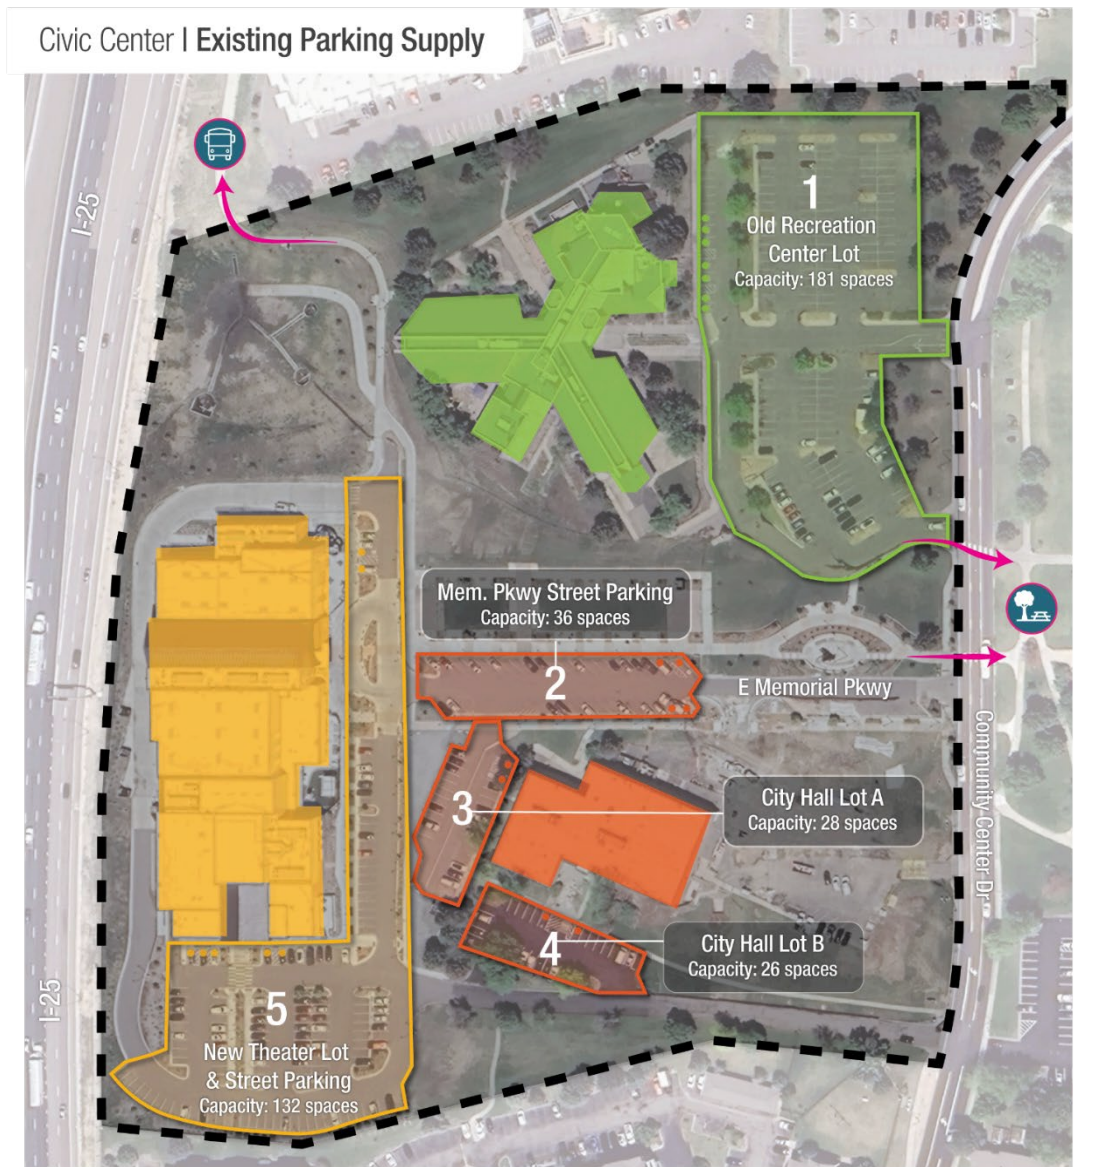 Civic Center | Existing Parking Supply
I-25
1
Old Recreation
Center Lot
Capacity: 181 spaces
Mem. Pkwy Street Parking
Capacity: 36 spaces
2
E Memorial Pkwy
Community Center Dr
3
City Hall Lot A
Capacity: 28 spaces
4
City Hall Lot B
Capacity: 26 spaces
I-25
5
New Theater Lot
& Street Parking
Capacity: 132 spaces